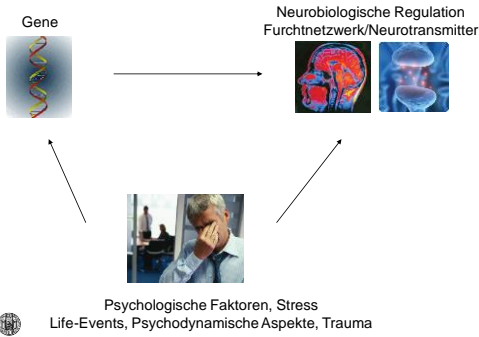 Gene
Neurobiologische Regulation
Furchtnetzwerk/Neurotransmitter
Psychologische Faktoren, Stress
Life-Events, Psychodynamische Aspekte, Trauma